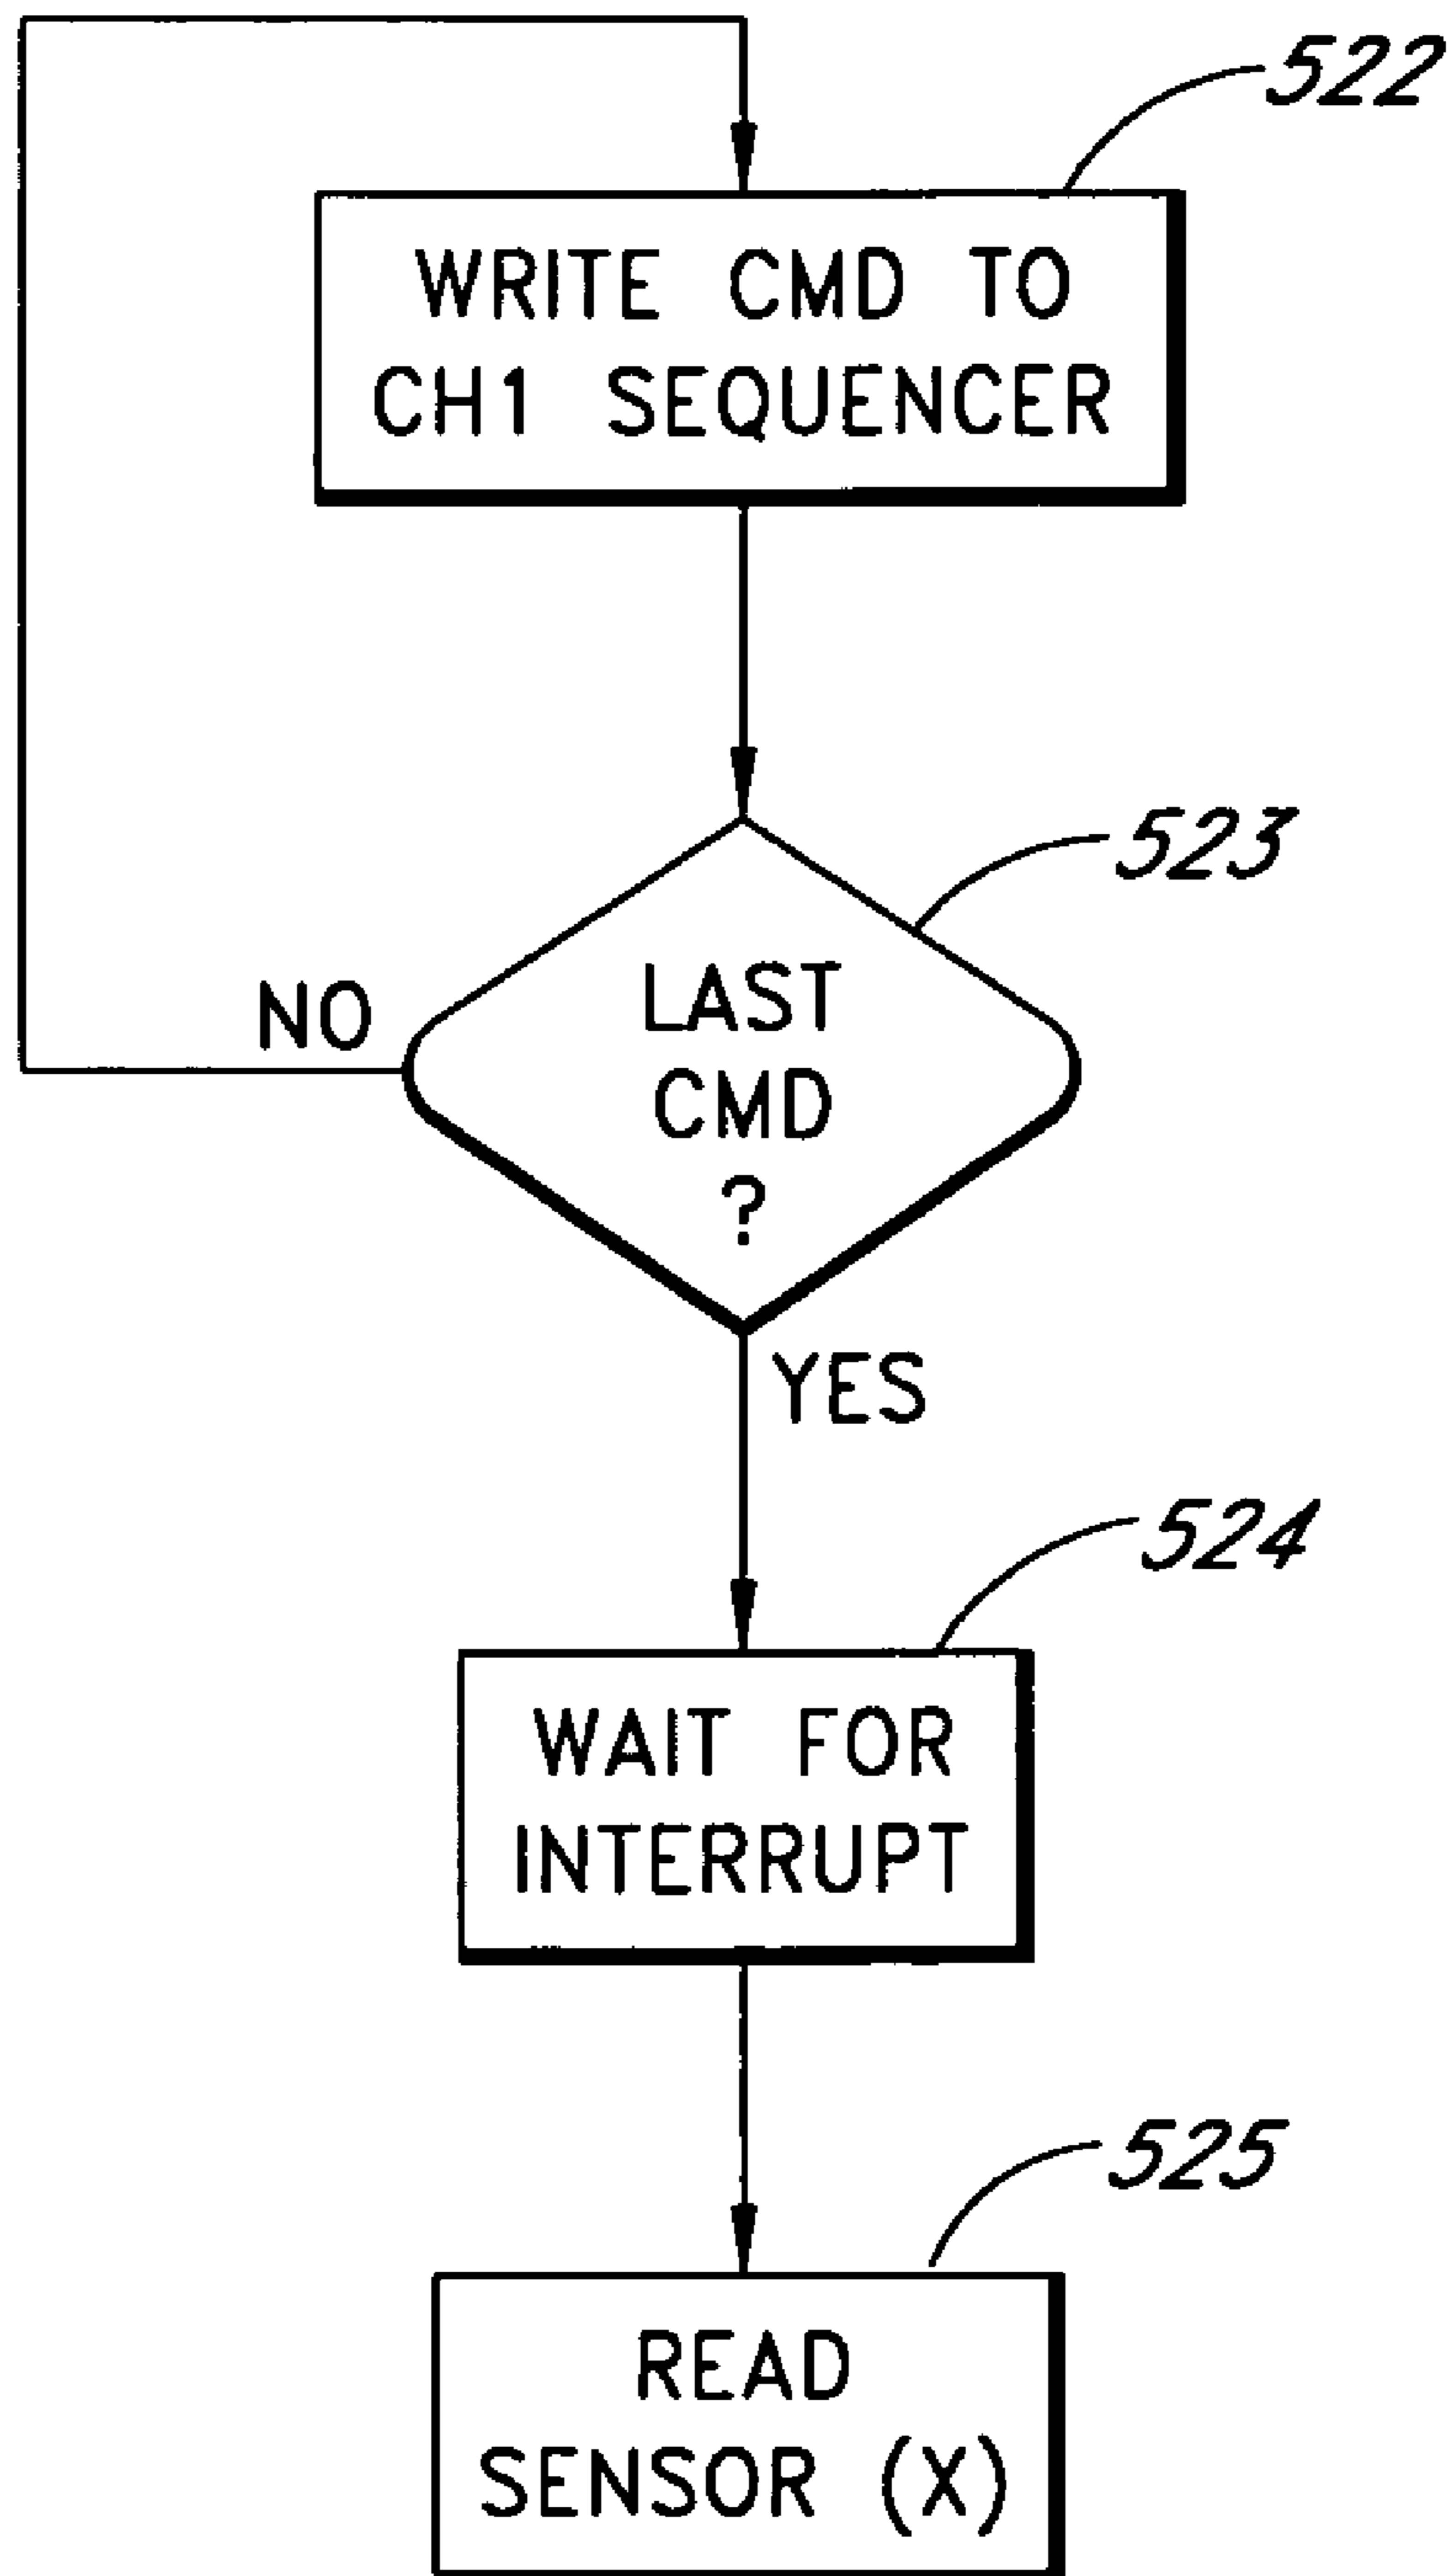 522
WRITE CMD TO
CH1 SEQUENCER
523
LAST
CMD
?
NO
YES
524
WAIT FOR
INTERRUPT
525
READ
SENSOR (X)